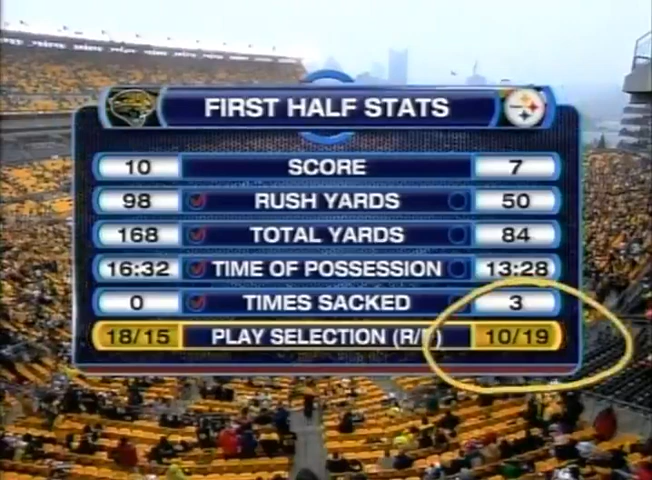 FIRST HALF STATS
10 SCORE 7
98 RUSH YARDS 50
168 TOTAL YARDS 84
16:32 TIME OF POSSESSION 13:28
0 TIMES SACKED 3
18/15 PLAY SELECTION (R/P) 10/19